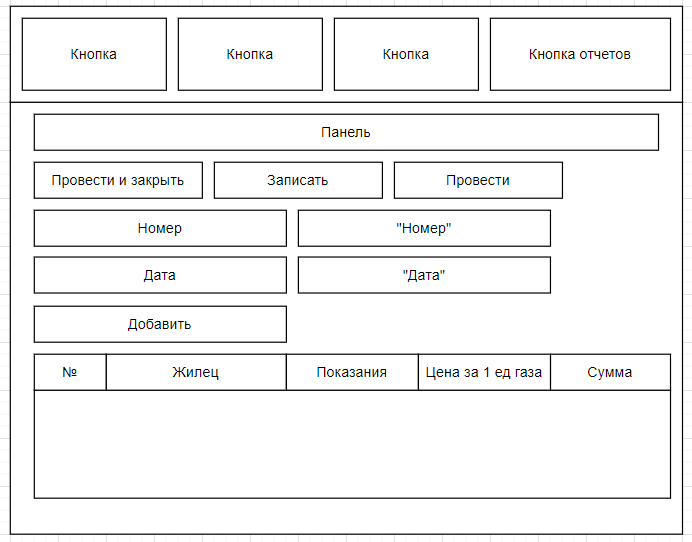 Кнопка Кнопка Кнопка Кнопка отчетов
Панель
Провести и закрыть Записать Провести
Номер "Номер"
Дата "Дата"
Добавить
№ Жилец Показания Цена за 1 ед газа Сумма